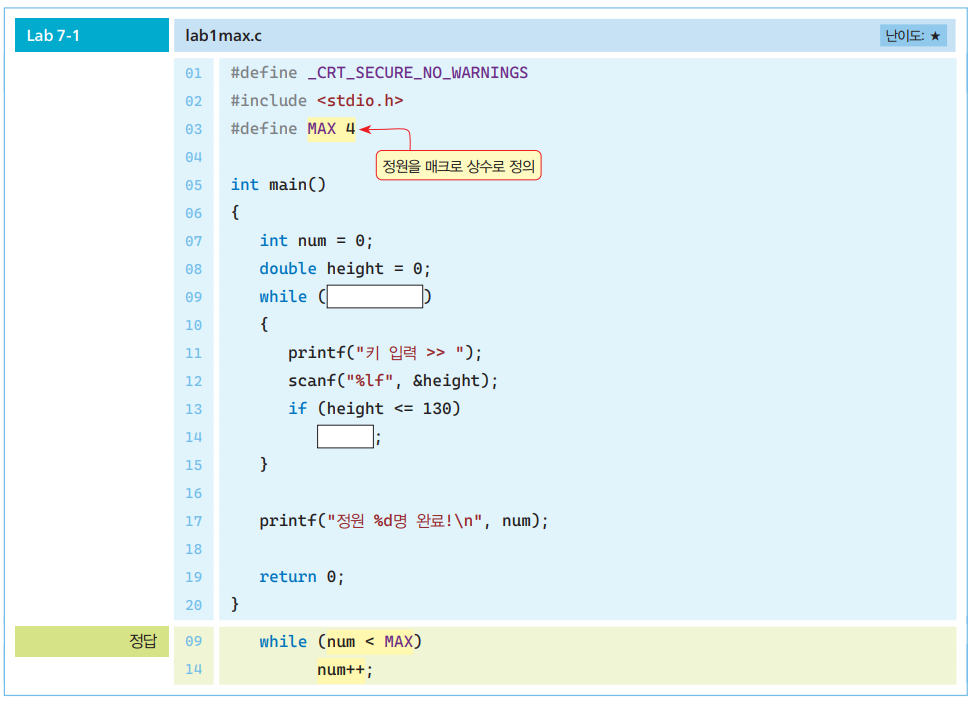 Lab 7-1 lab1max.c 난이도: ★
01 #define _CRT_SECURE_NO_WARNINGS
02 #include <stdio.h>
03 #define MAX 4
04 정원을 매크로 상수로 정의
05 int main()
06 {
07 int num = 0;
08 double height = 0;
09 while ( )
10 {
11 printf("키 입력 >> ");
12 scanf("%lf", &height);
13 if (height <= 130)
14 ;
15 }
16
17 printf("정원 %d명 완료!\n", num);
18
19 return 0;
20 }
정답 09 while (num < MAX)
14 num++;